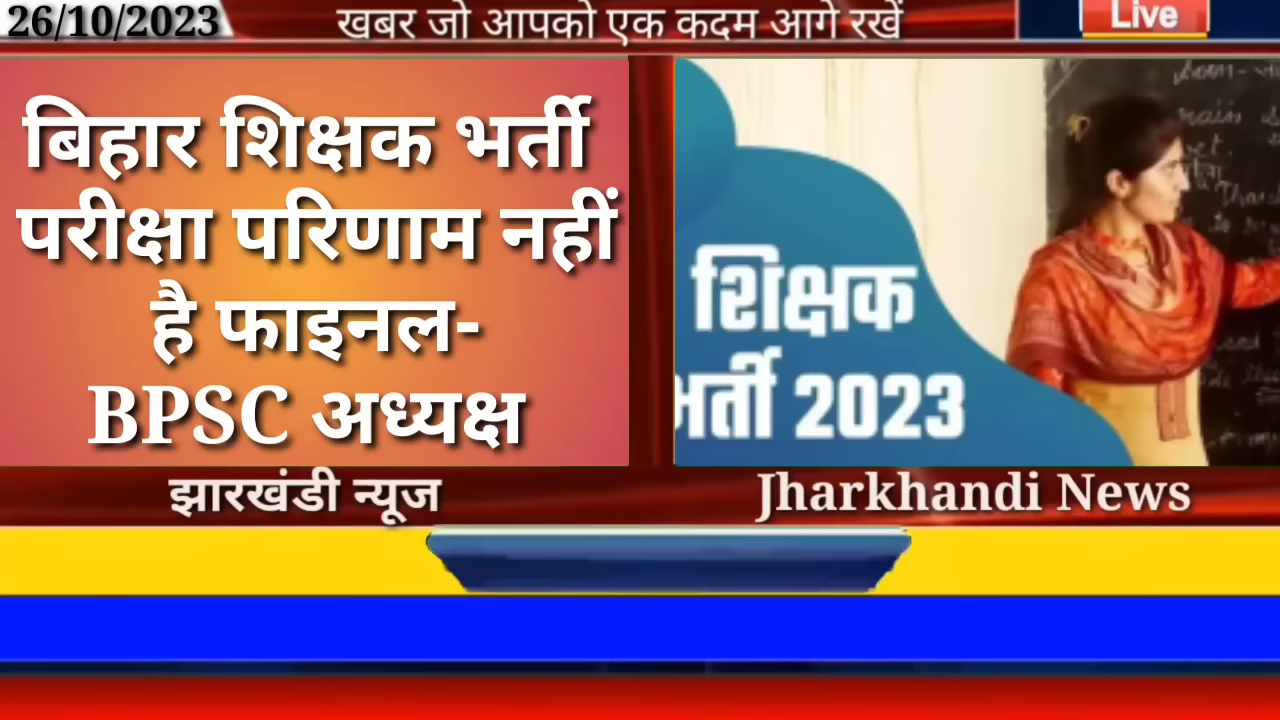 26/10/2023
खबर जो आपको एक कदम आगे रखें
Live
बिहार शिक्षक भर्ती
परीक्षा परिणाम नहीं
है फाइनल-
BPSC अध्यक्ष
शिक्षक
भर्ती 2023
झारखंडी न्यूज
Jharkhandi News